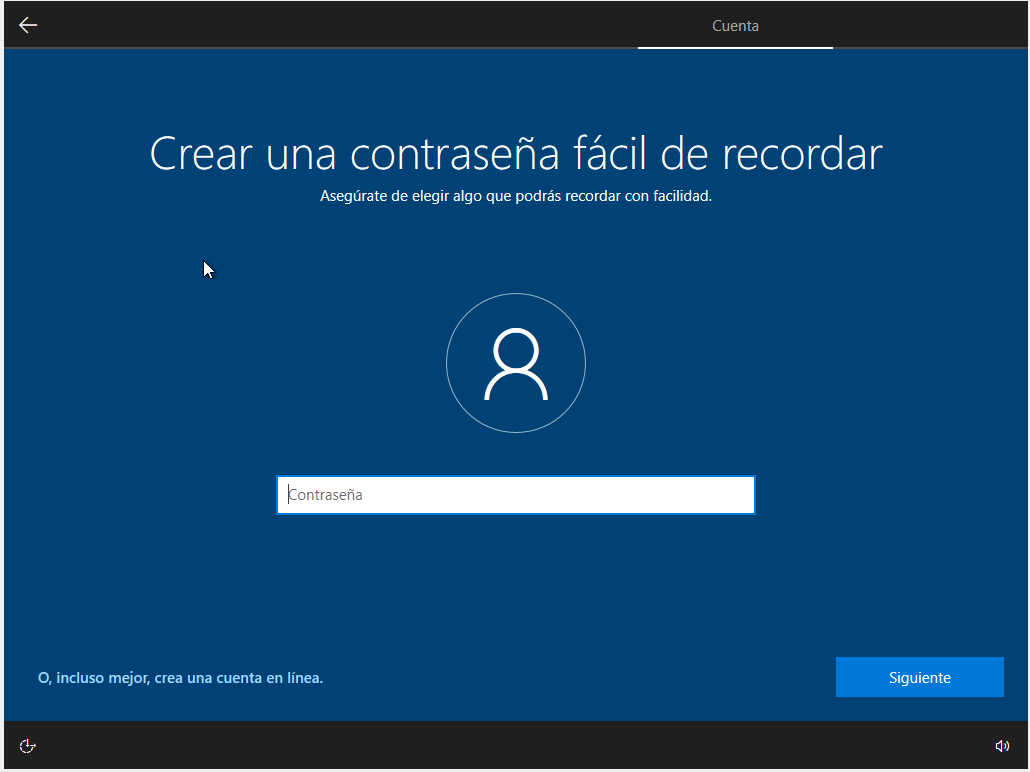 Cuenta
Crear una contraseña fácil de recordar
Asegúrate de elegir algo que podrás recordar con facilidad.
Contraseña
O, incluso mejor, crea una cuenta en línea.
Siguiente